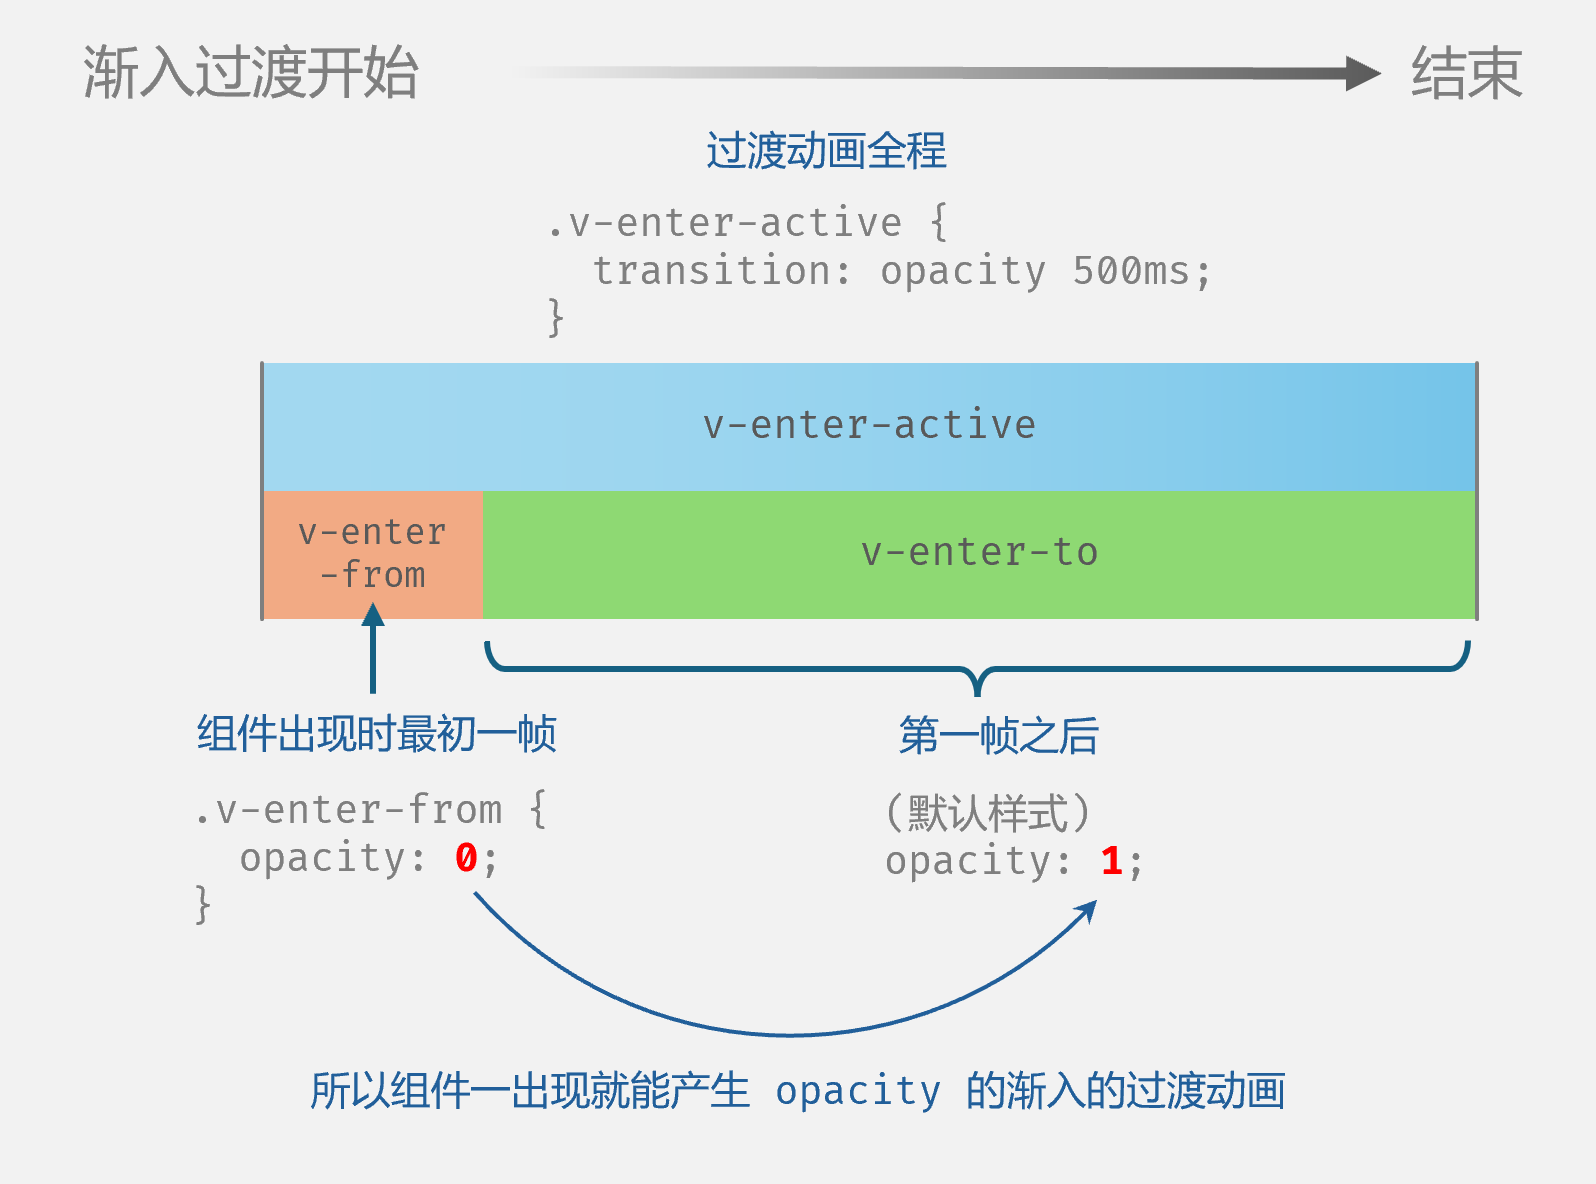 渐入过渡开始
结束
过渡动画全程
.v-enter-active {
  transition: opacity 500ms;
}
v-enter-active
v-enter
-from
v-enter-to
组件出现时最初一帧
第一帧之后
.v-enter-from {
  opacity: 0;
}
(默认样式)
opacity: 1;
所以组件一出现就能产生 opacity 的渐入的过渡动画